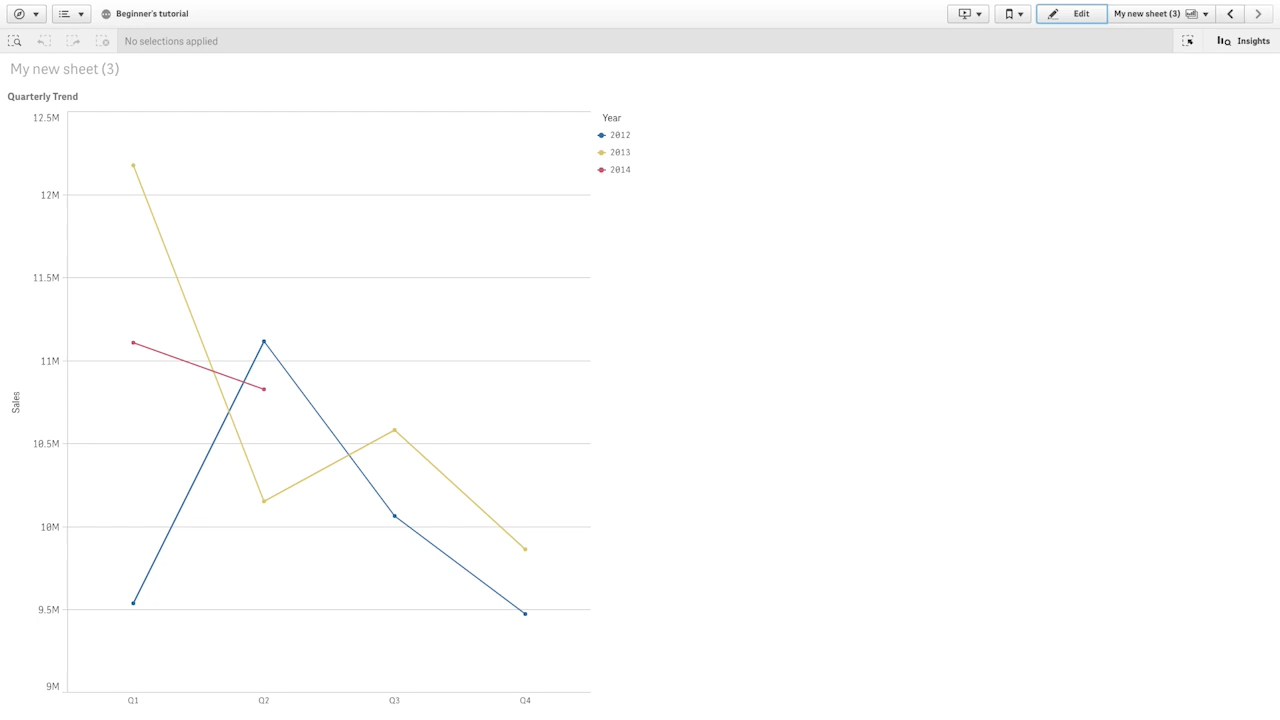 Beginner's tutorial
Edit
My new sheet (3)
No selections applied
Insights
My new sheet (3)
Quarterly Trend
12.5M
12M
11.5M
11M
10.5M
10M
9.5M
9M
Sales
Q1 Q2 Q3 Q4
Year
2012
2013
2014